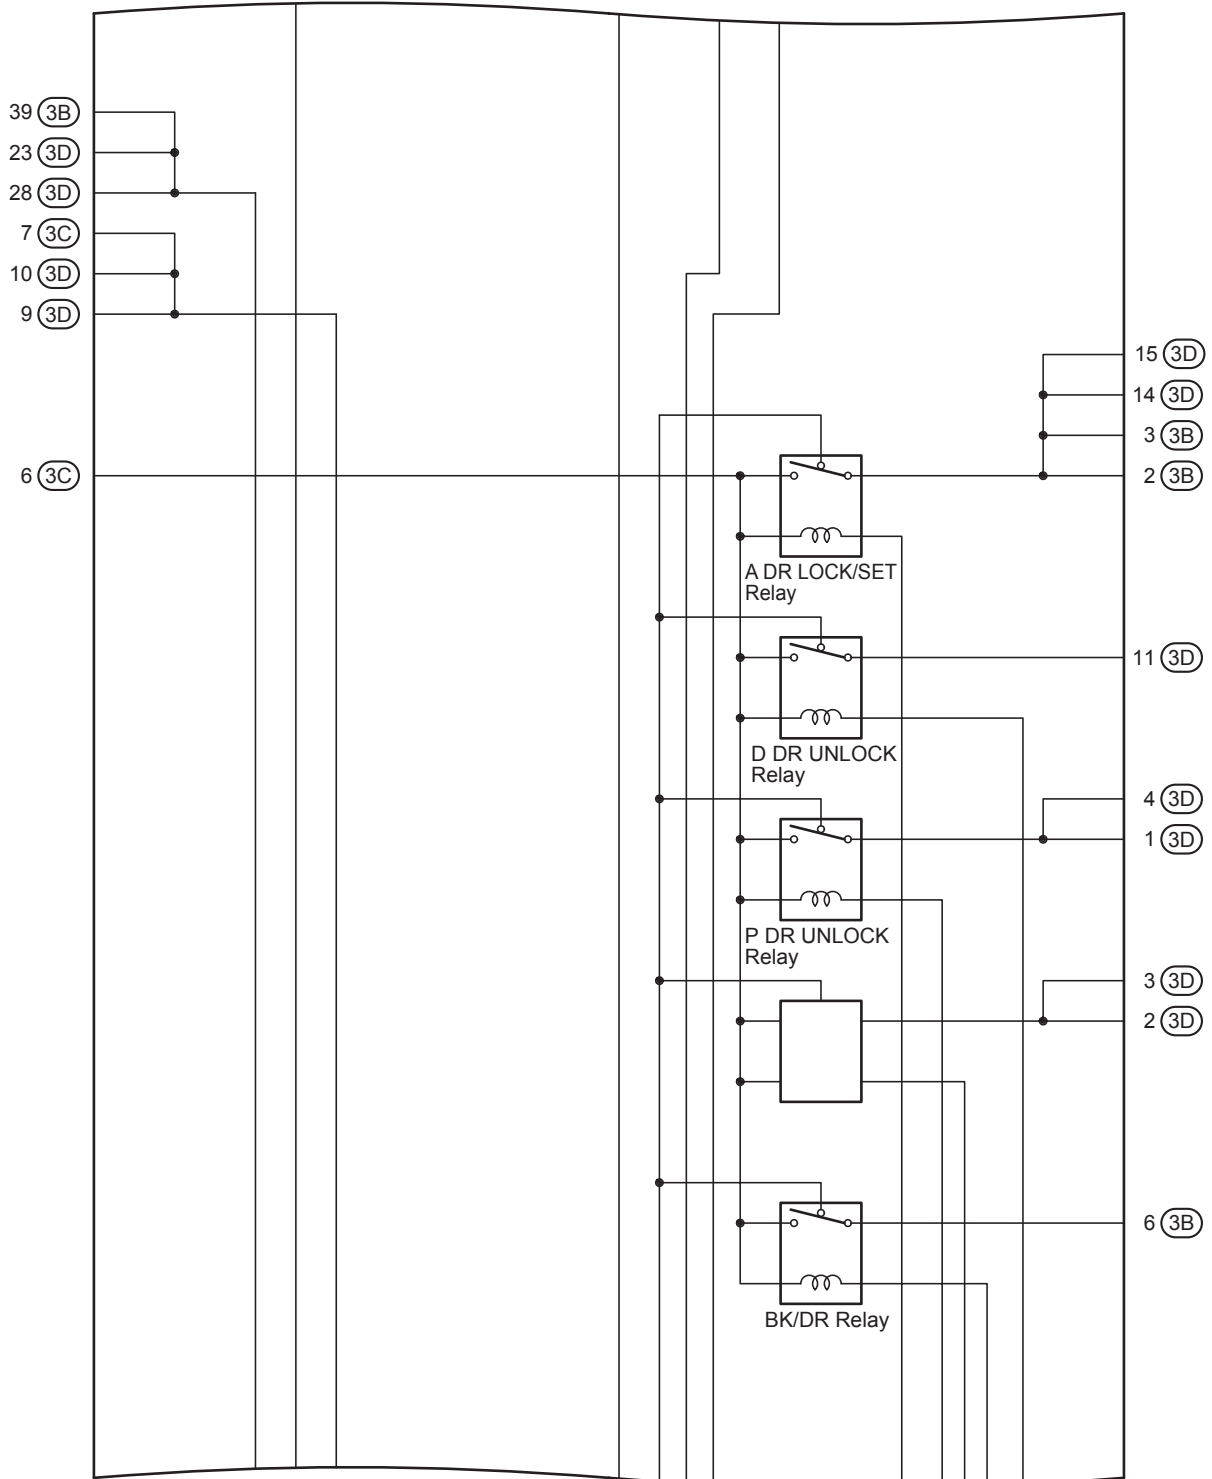 39 3B
23 3D
28 3D
7 3C
10 3D
9 3D
15 3D
14 3D
3 3B
6 3C
2 3B
A DR LOCK/SET
Relay
11 3D
D DR UNLOCK
Relay
4 3D
1 3D
P DR UNLOCK
Relay
3 3D
2 3D
6 3B
BK/DR Relay